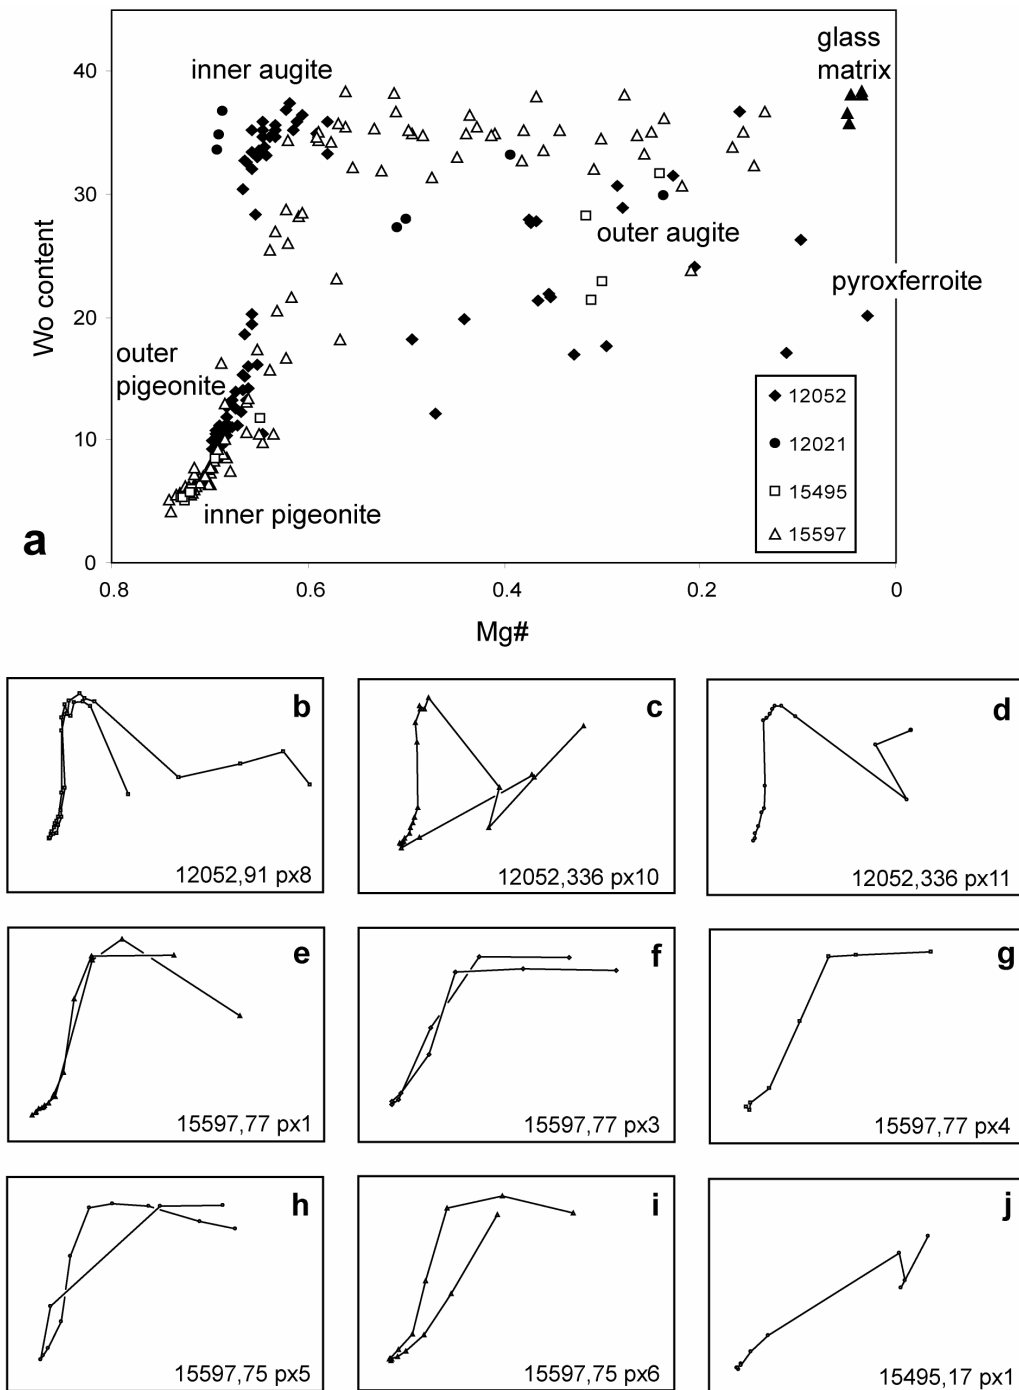 glass
matrix
inner augite
40
30
20
10
0
Wo content
outer augite
pyroxferroite
outer
pigeonite
inner pigeonite
12052
12021
15495
15597
a
0.8
0.6
0.4
0.2
0
Mg#
b
12052,91 px8
c
12052,336 px10
d
12052,336 px11
e
15597,77 px1
f
15597,77 px3
g
15597,77 px4
h
15597,75 px5
i
15597,75 px6
j
15495,17 px1